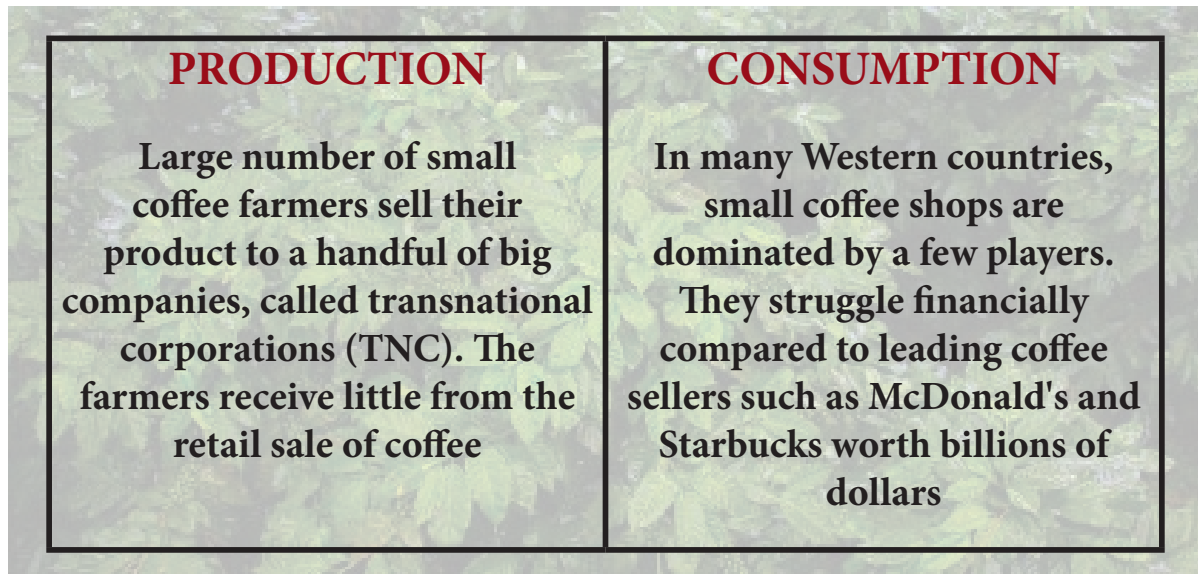 PRODUCTION
Large number of small
coffee farmers sell their
product to a handful of big
companies, called transnational
corporations (TNC). The
farmers receive little from the
retail sale of coffee
CONSUMPTION
In many Western countries,
small coffee shops are
dominated by a few players.
They struggle financially
compared to leading coffee
sellers such as McDonald's and
Starbucks worth billions of
dollars